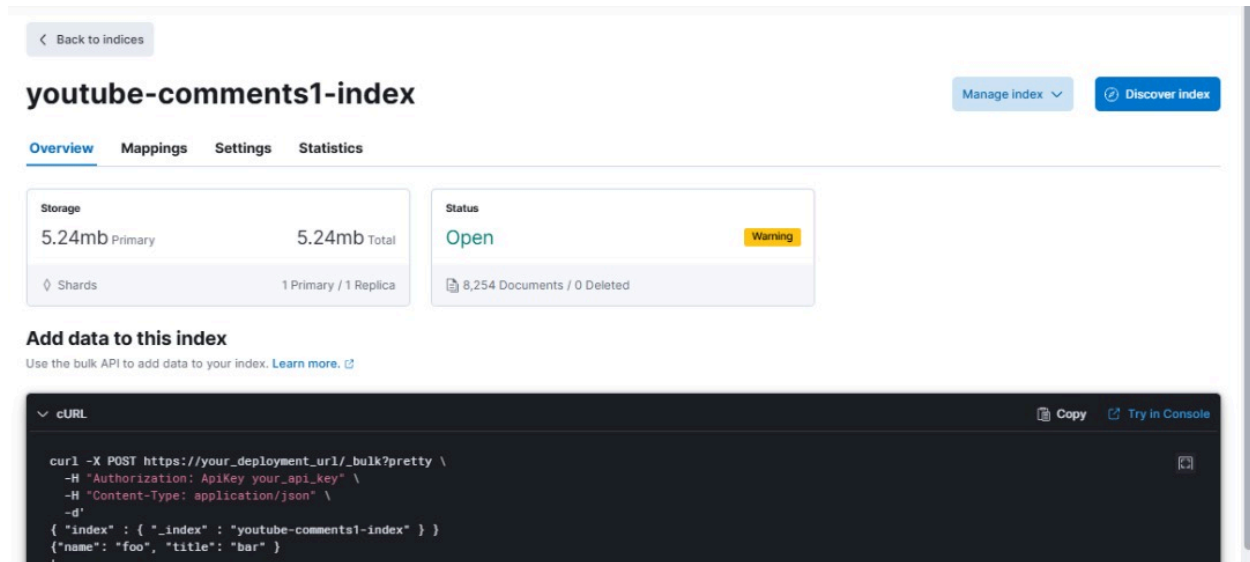 Back to indices
youtube-comments1-index
Manage index
Discover index
Overview Mappings Settings Statistics
Storage
5.24mb Primary 5.24mb Total
Shards 1 Primary / 1 Replica
Status
Open Warning
8,254 Documents / 0 Deleted
Add data to this index
Use the bulk API to add data to your index. Learn more.
cURL Copy Try in Console
curl -X POST https://your_deployment_url/_bulk?pretty \
-H "Authorization: ApiKey your_api_key" \
-H "Content-Type: application/json" \
-d'
{ "index" : { "_index" : "youtube-comments1-index" } }
{"name": "foo", "title": "bar" }
'